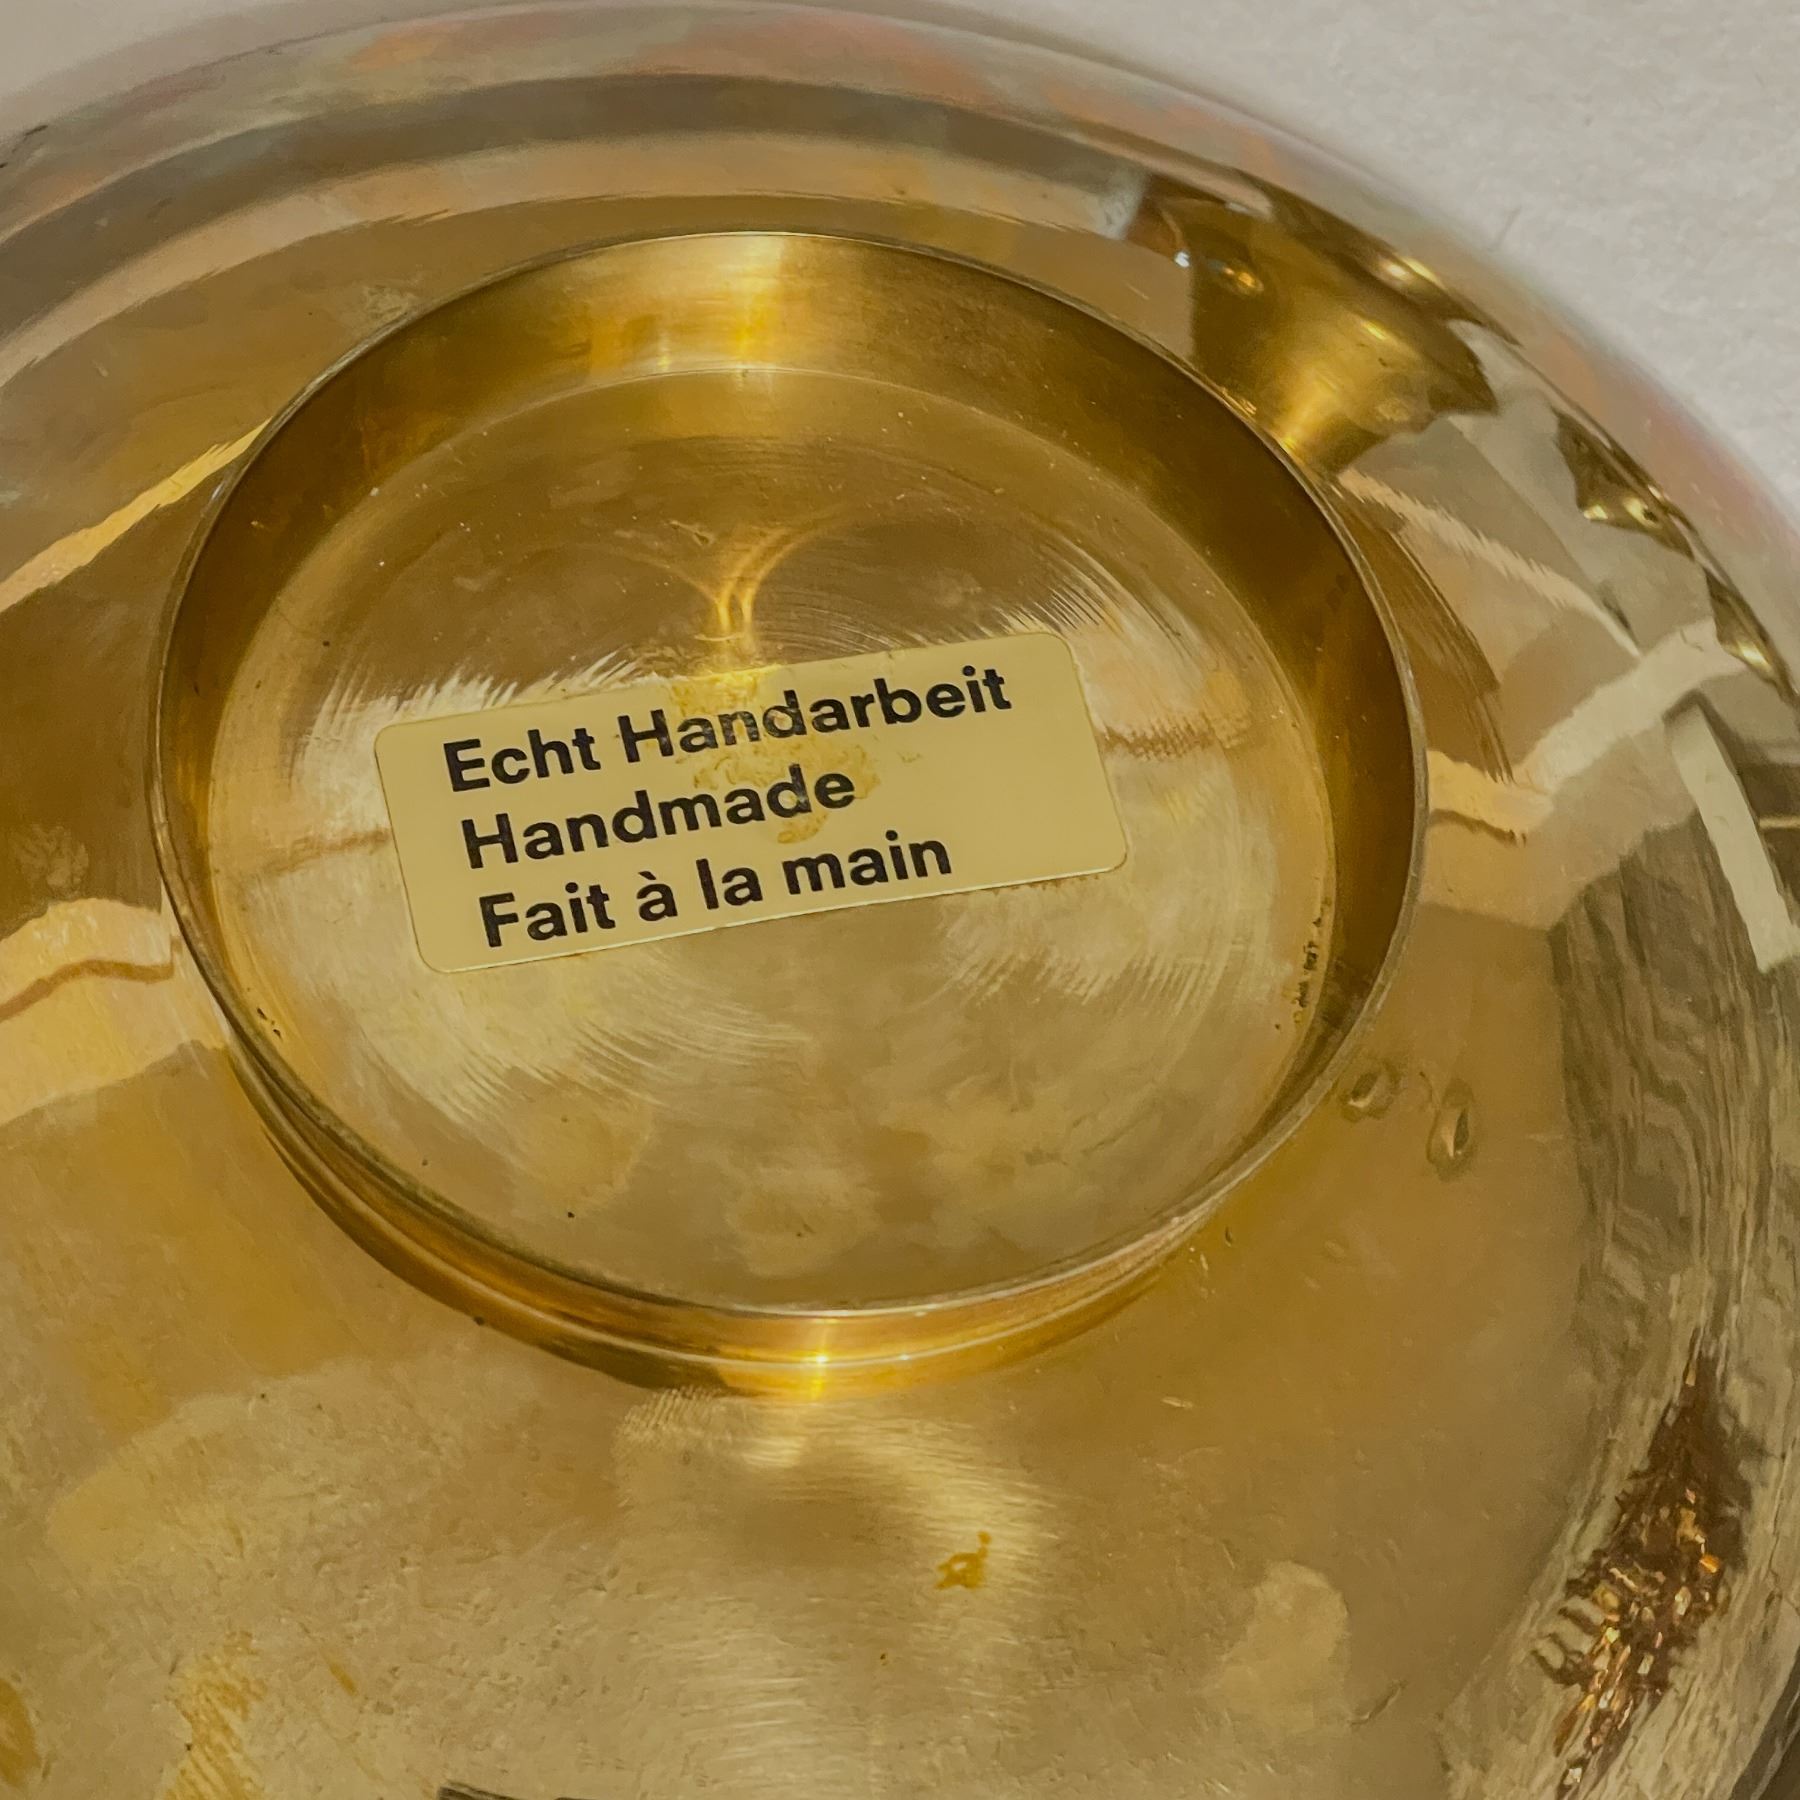 Echt Handarbeit
Handmade
Fait à la main